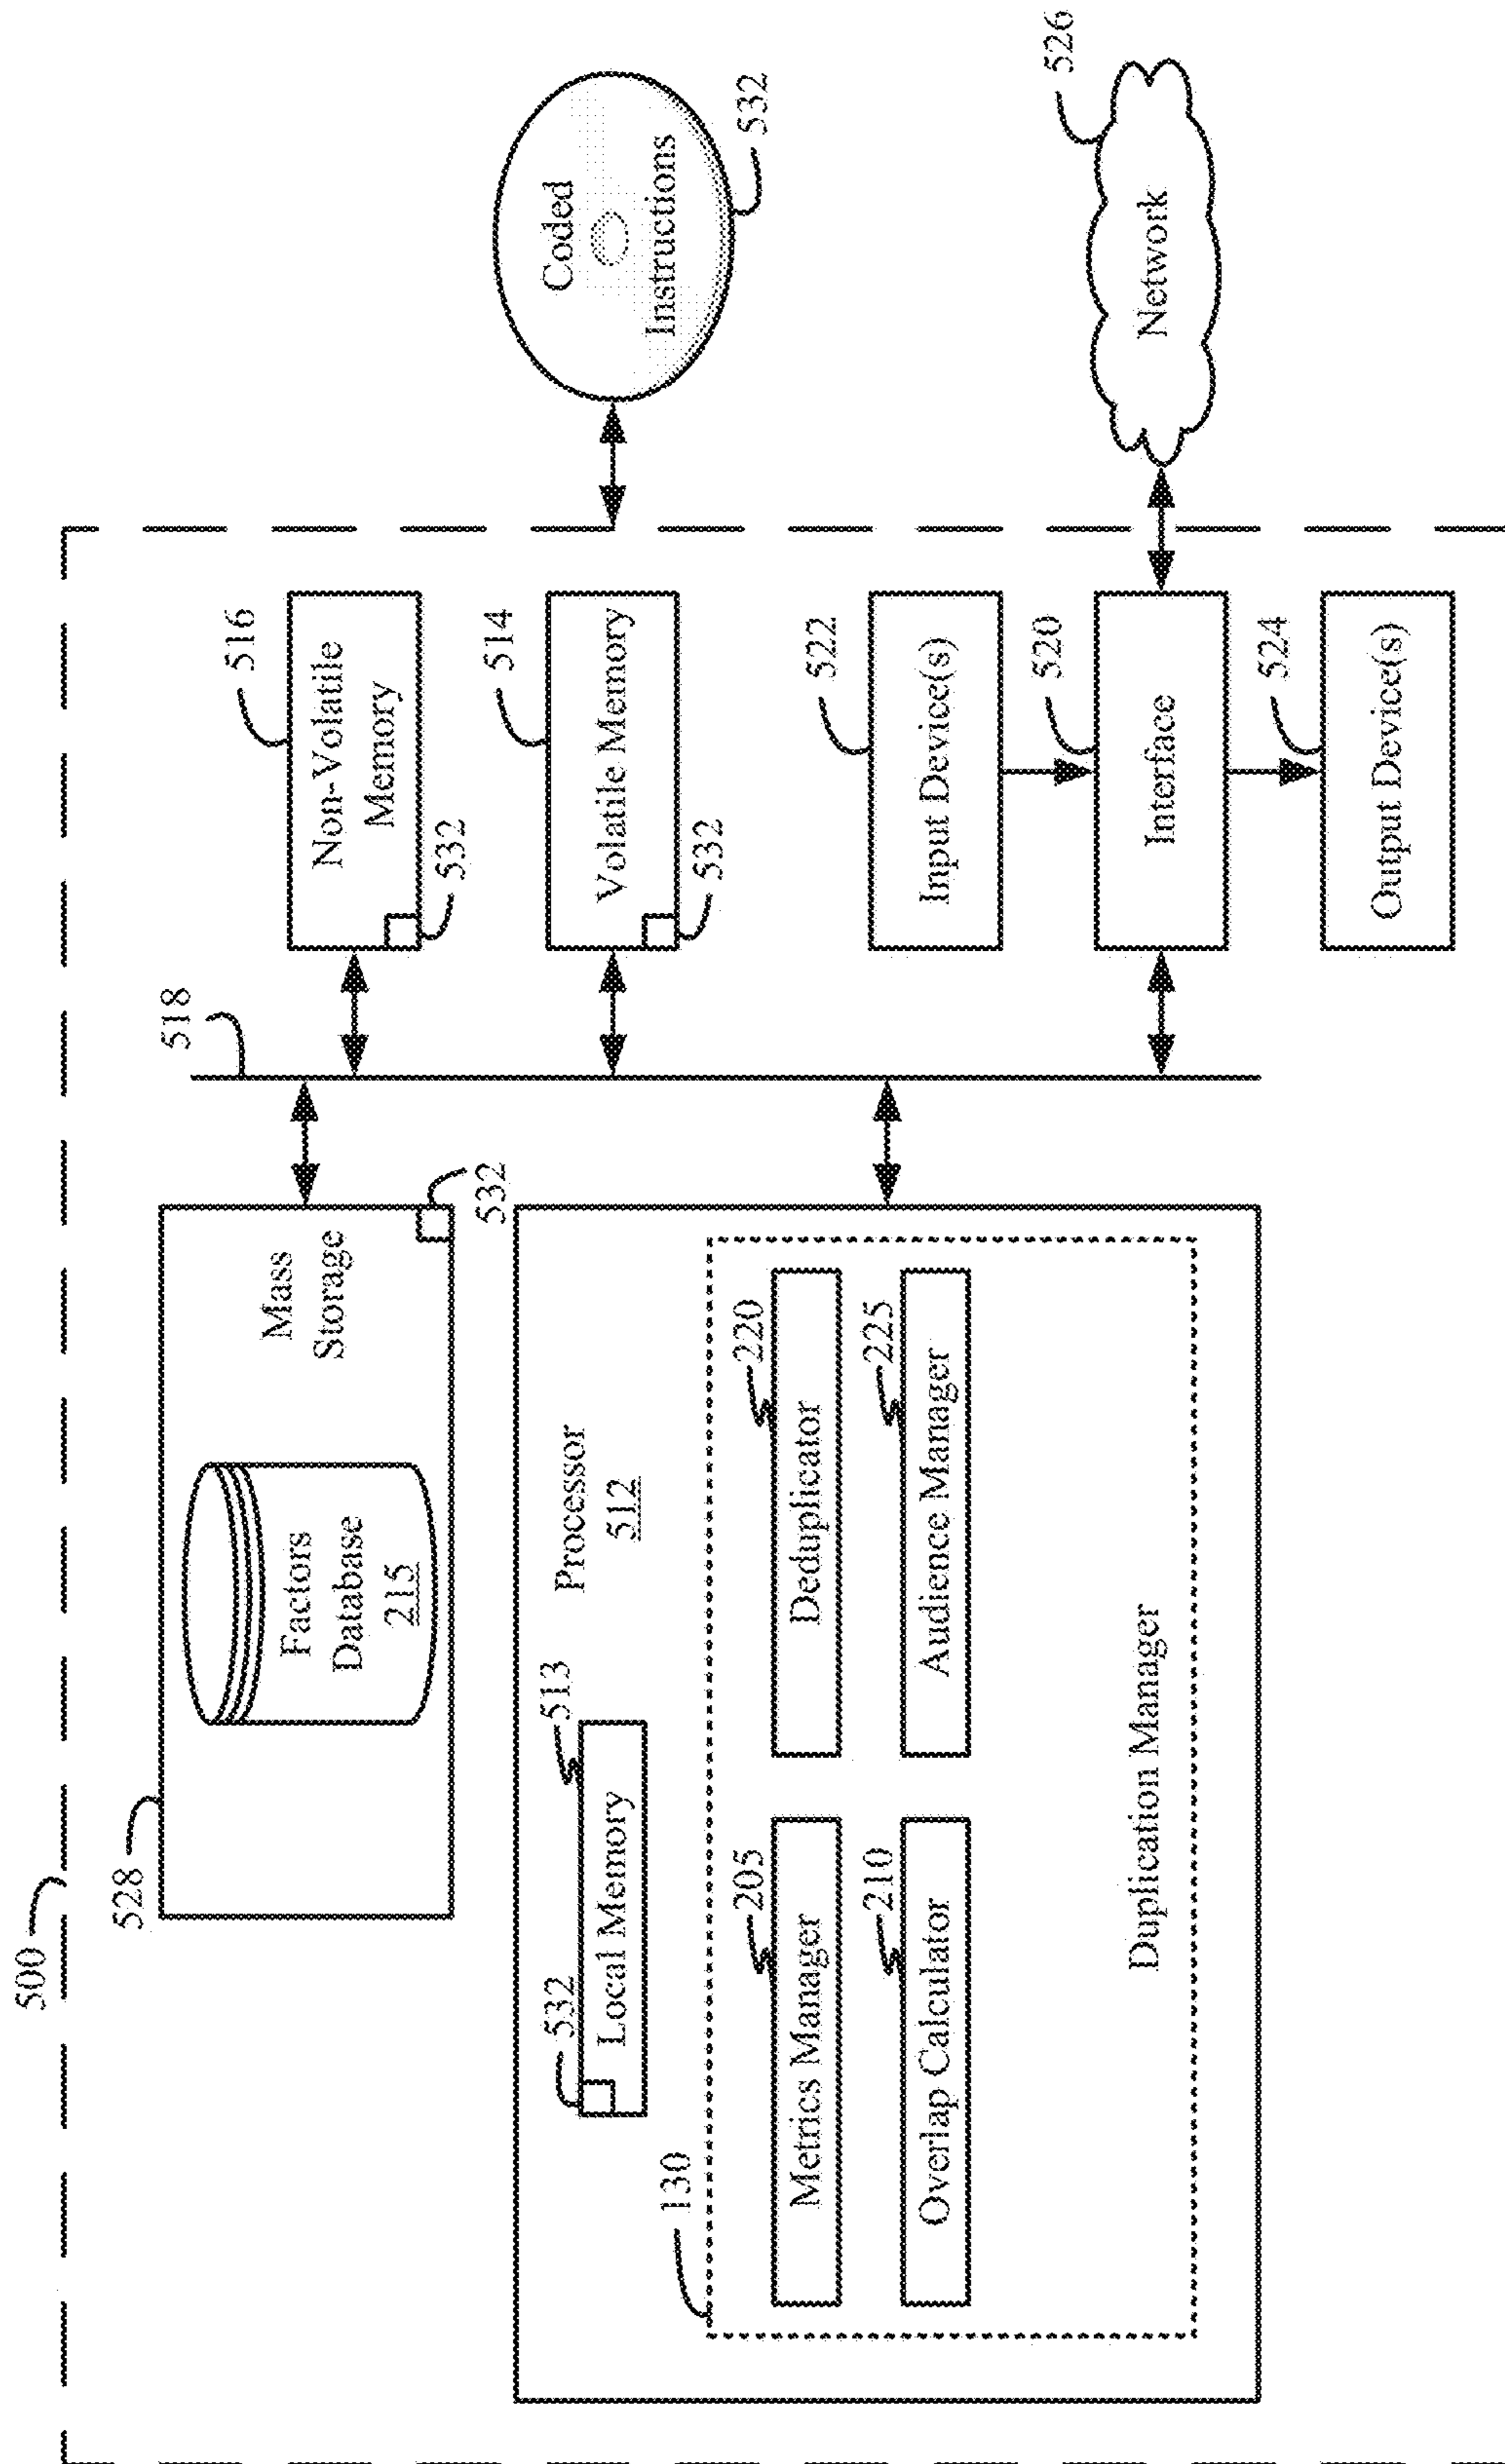 500
528
Factors
Database
215
Mass
Storage
532
518
516
Non-Volatile
Memory
532
514
Volatile Memory
532
Coded
Instructions
532
Processor
512
532
513
Local Memory
130
205
Metrics Manager
220
Deduplicator
210
Overlap Calculator
225
Audience Manager
Duplication Manager
522
Input Device(s)
520
Interface
524
Output Device(s)
526
Network